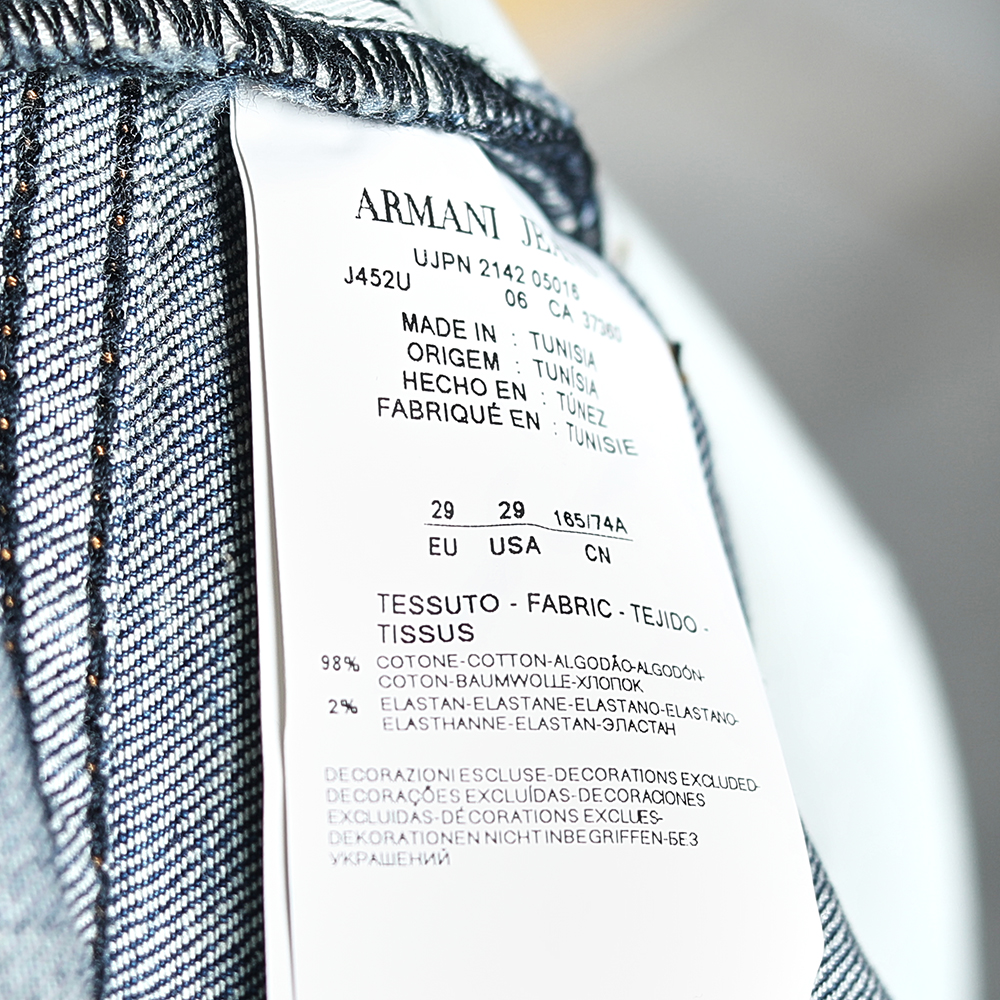 ARMANI JEANS
UJPN 2142 05016
J452U 06 CA 37360
MADE IN : TUNISIA
ORIGEM : TUNÍSIA
HECHO EN : TÚNEZ
FABRIQUÉ EN : TUNISIE
29 29 165/74A
EU USA CN
TESSUTO - FABRIC - TEJIDO -
TISSUS
98% COTONE-COTTON-ALGODÃO-ALGODÓN-
COTON-BAUMWOLLE-ХЛОПОК
2% ELASTAN-ELASTANE-ELASTANO-ELASTANO-
ELASTHANNE-ELASTAN-ЭЛАСТАН
DECORAZIONI ESCLUSE-DECORATIONS EXCLUDED-
DECORAÇÕES EXCLUÍDAS-DECORACIONES
EXCLUIDAS-DÉCORATIONS EXCLUES-
DEKORATIONEN NICHT INBEGRIFFEN-БЕЗ
УКРАШЕНИЙ